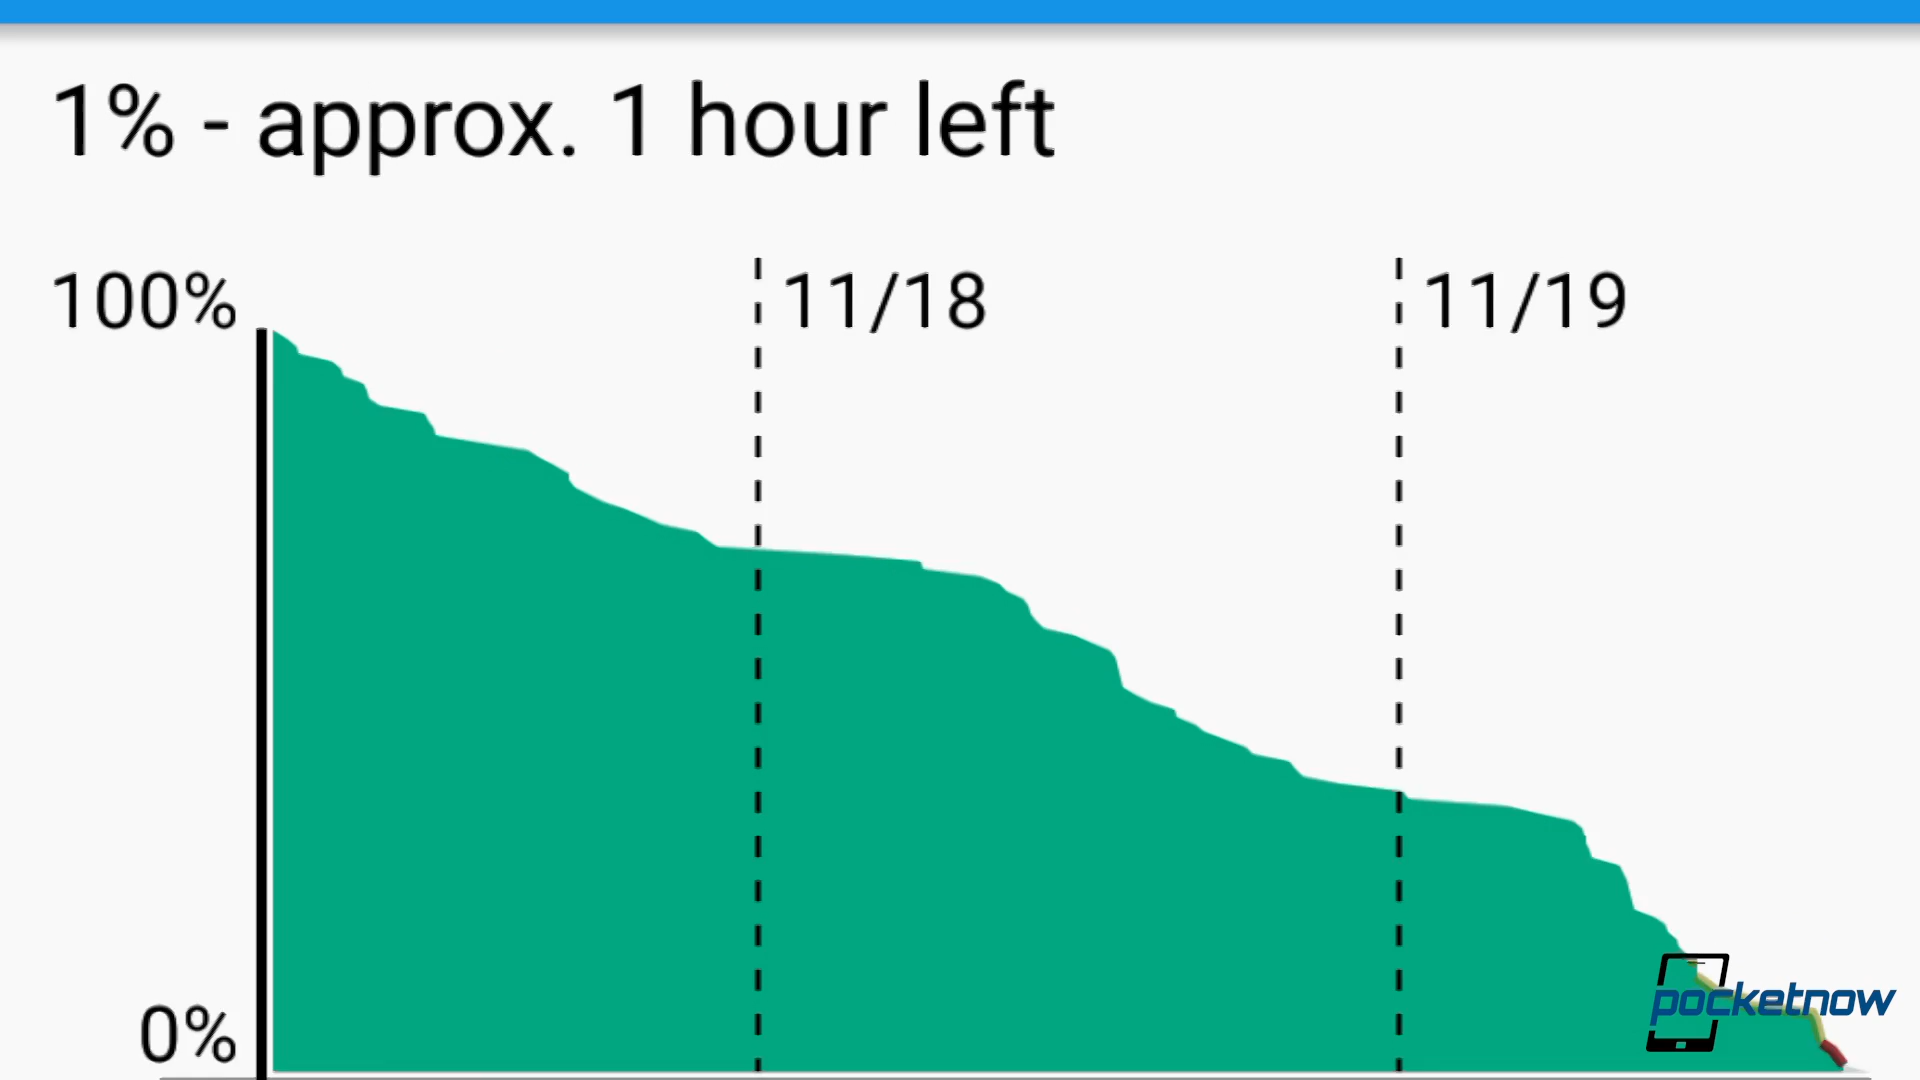 1% - approx. 1 hour left
100%
11/18
11/19
0%
pocketnow